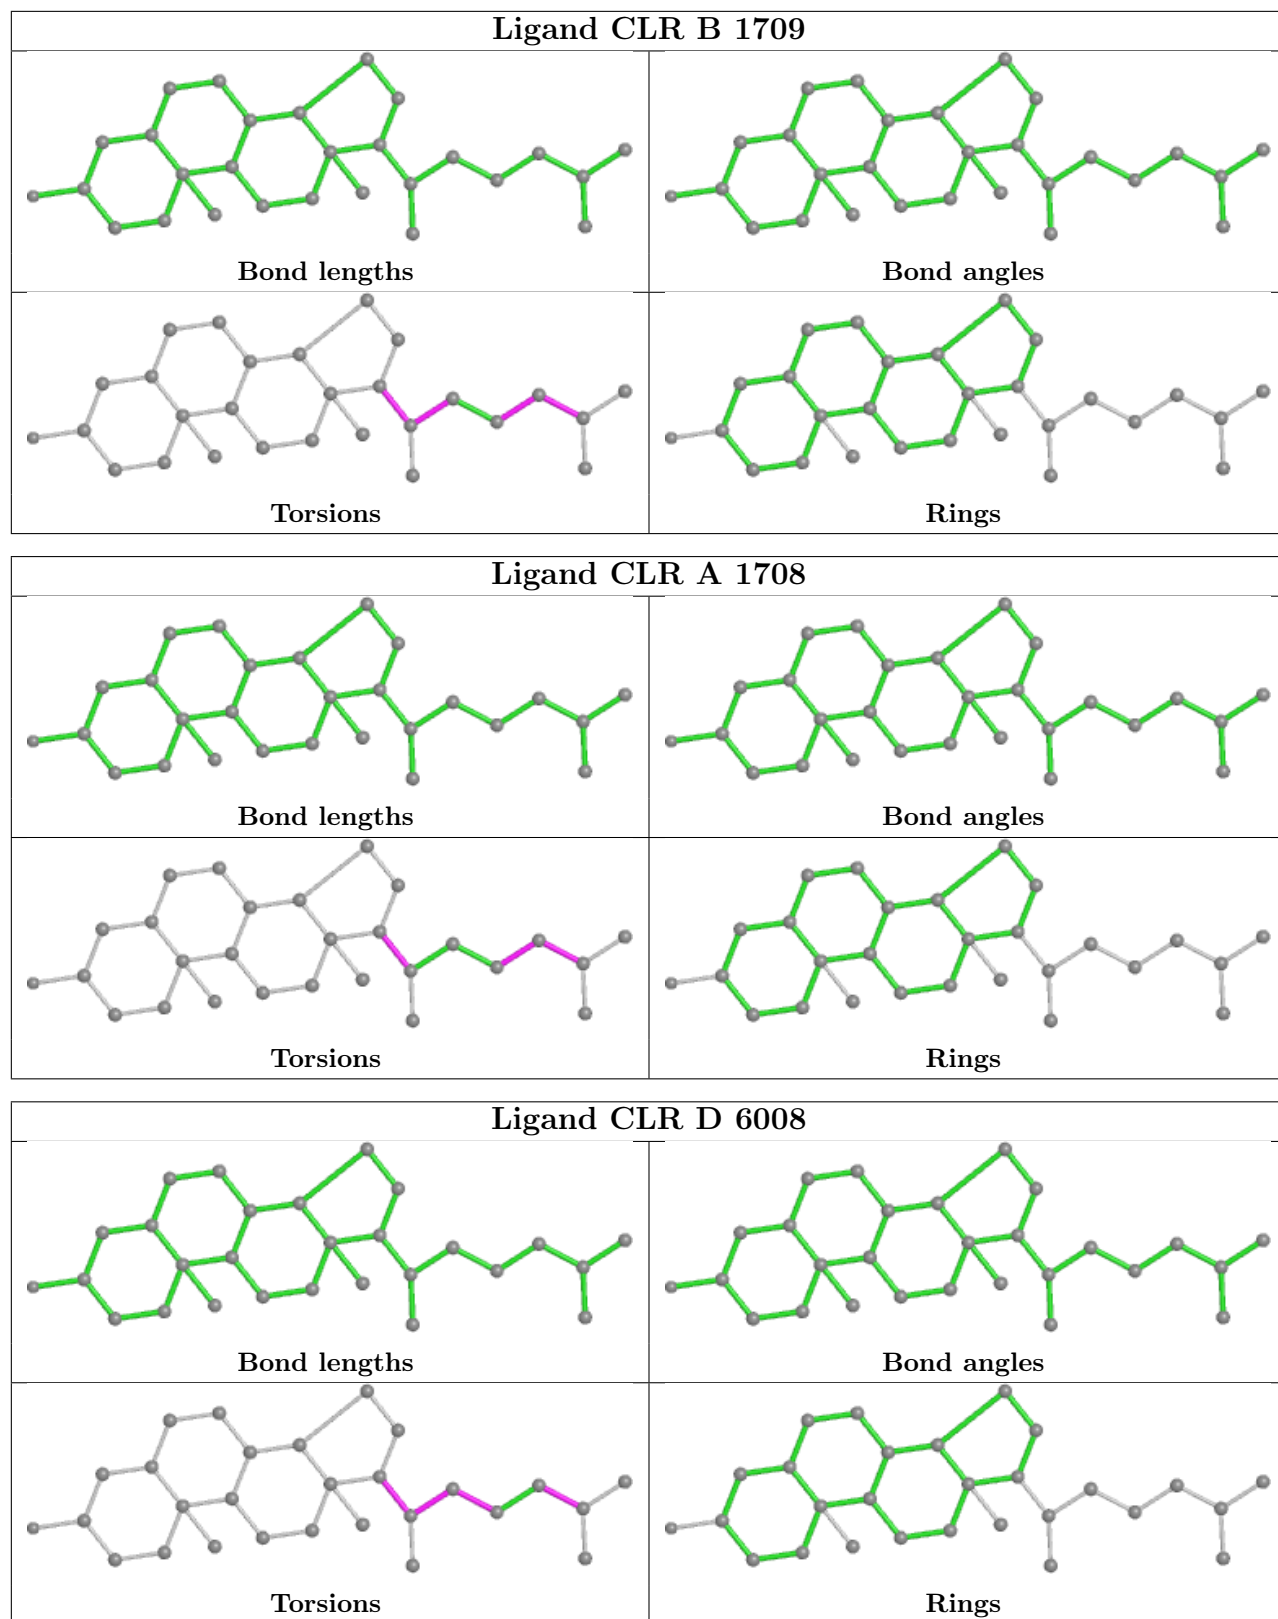 Ligand CLR B 1709
Bond lengths
Bond angles
Torsions
Rings
Ligand CLR A 1708
Bond lengths
Bond angles
Torsions
Rings
Ligand CLR D 6008
Bond lengths
Bond angles
Torsions
Rings